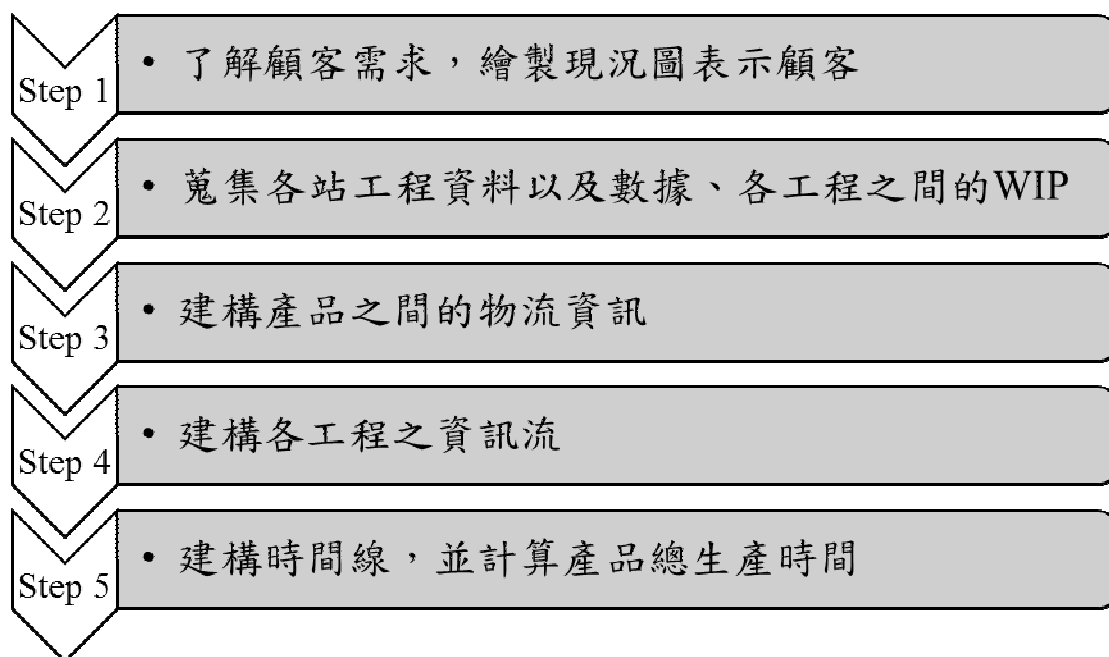 Step 1
• 了解顧客需求，繪製現況圖表示顧客
Step 2
• 蒐集各站工程資料以及數據、各工程之間的WIP
Step 3
• 建構產品之間的物流資訊
Step 4
• 建構各工程之資訊流
Step 5
• 建構時間線，並計算產品總生產時間